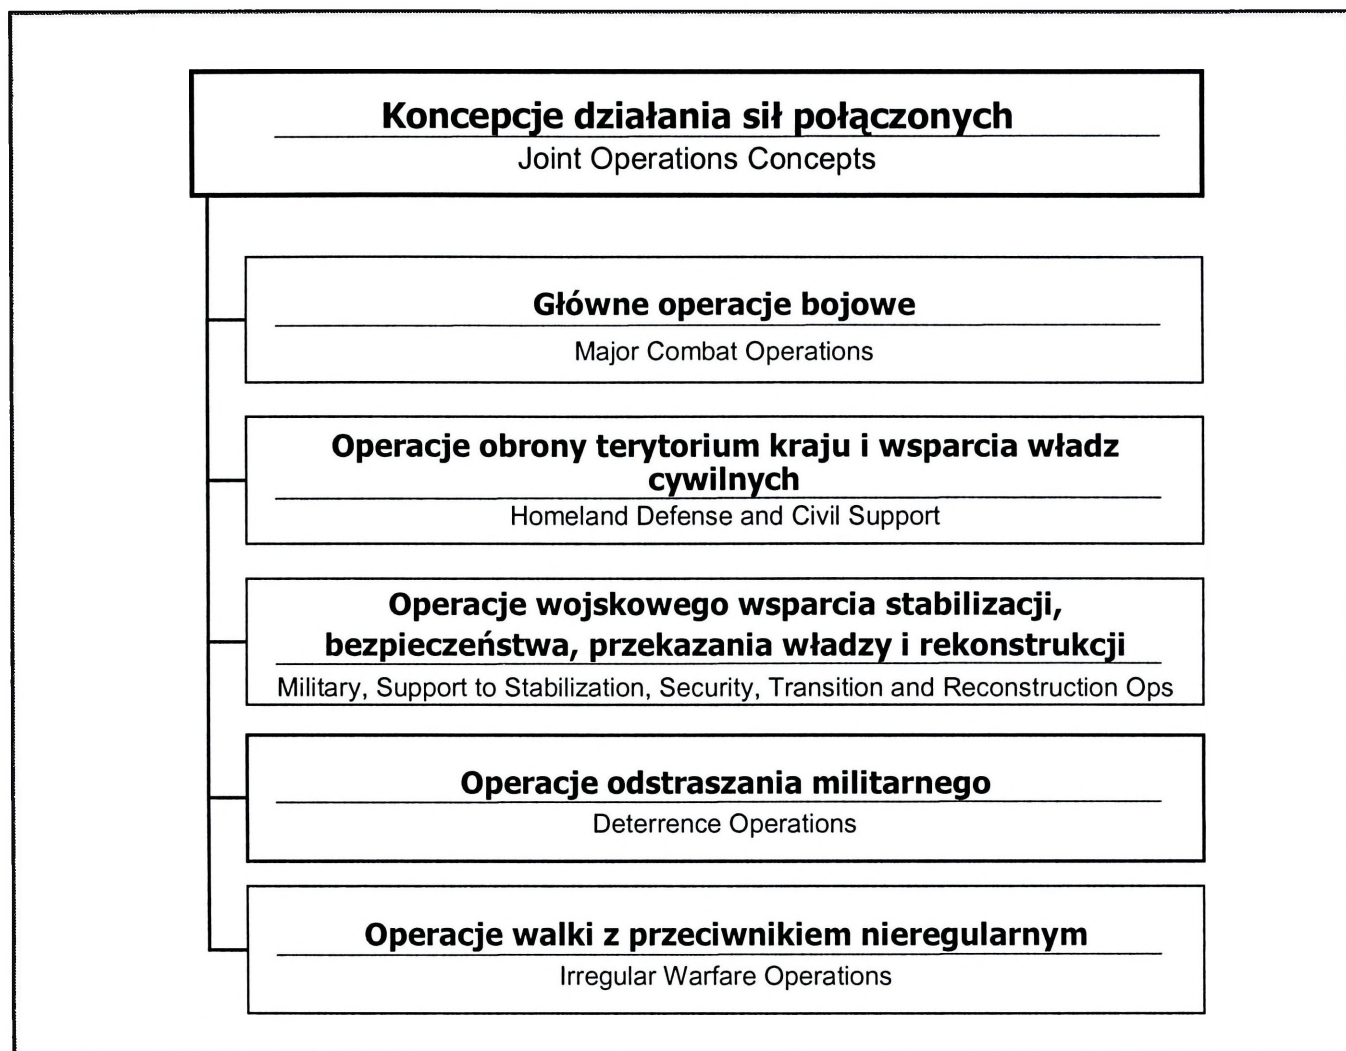 Koncepcje działania sił połączonych
Joint Operations Concepts
Główne operacje bojowe
Major Combat Operations
Operacje obrony terytorium kraju i wsparcia władz
cywilnych
Homeland Defense and Civil Support
Operacje wojskowego wsparcia stabilizacji,
bezpieczeństwa, przekazania władzy i rekonstrukcji
Military, Support to Stabilization, Security, Transition and Reconstruction Ops
Operacje odstraszania militarnego
Deterrence Operations
Operacje walki z przeciwnikiem nieregularnym
Irregular Warfare Operations